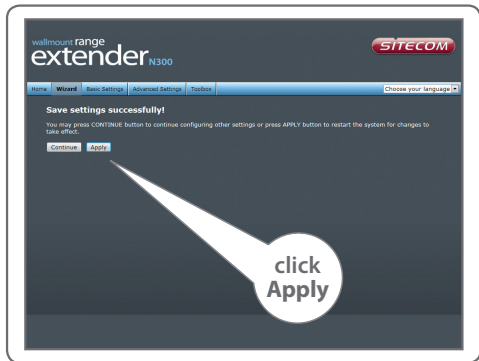 wallmount range
extender N300
SITECOM
Home Wizard Basic Settings Advanced Settings Toolbox Choose your language
Save settings successfully!
You may press CONTINUE button to continue configuring other settings or press APPLY button to restart the system for changes to
take effect.
Continue Apply
click
Apply